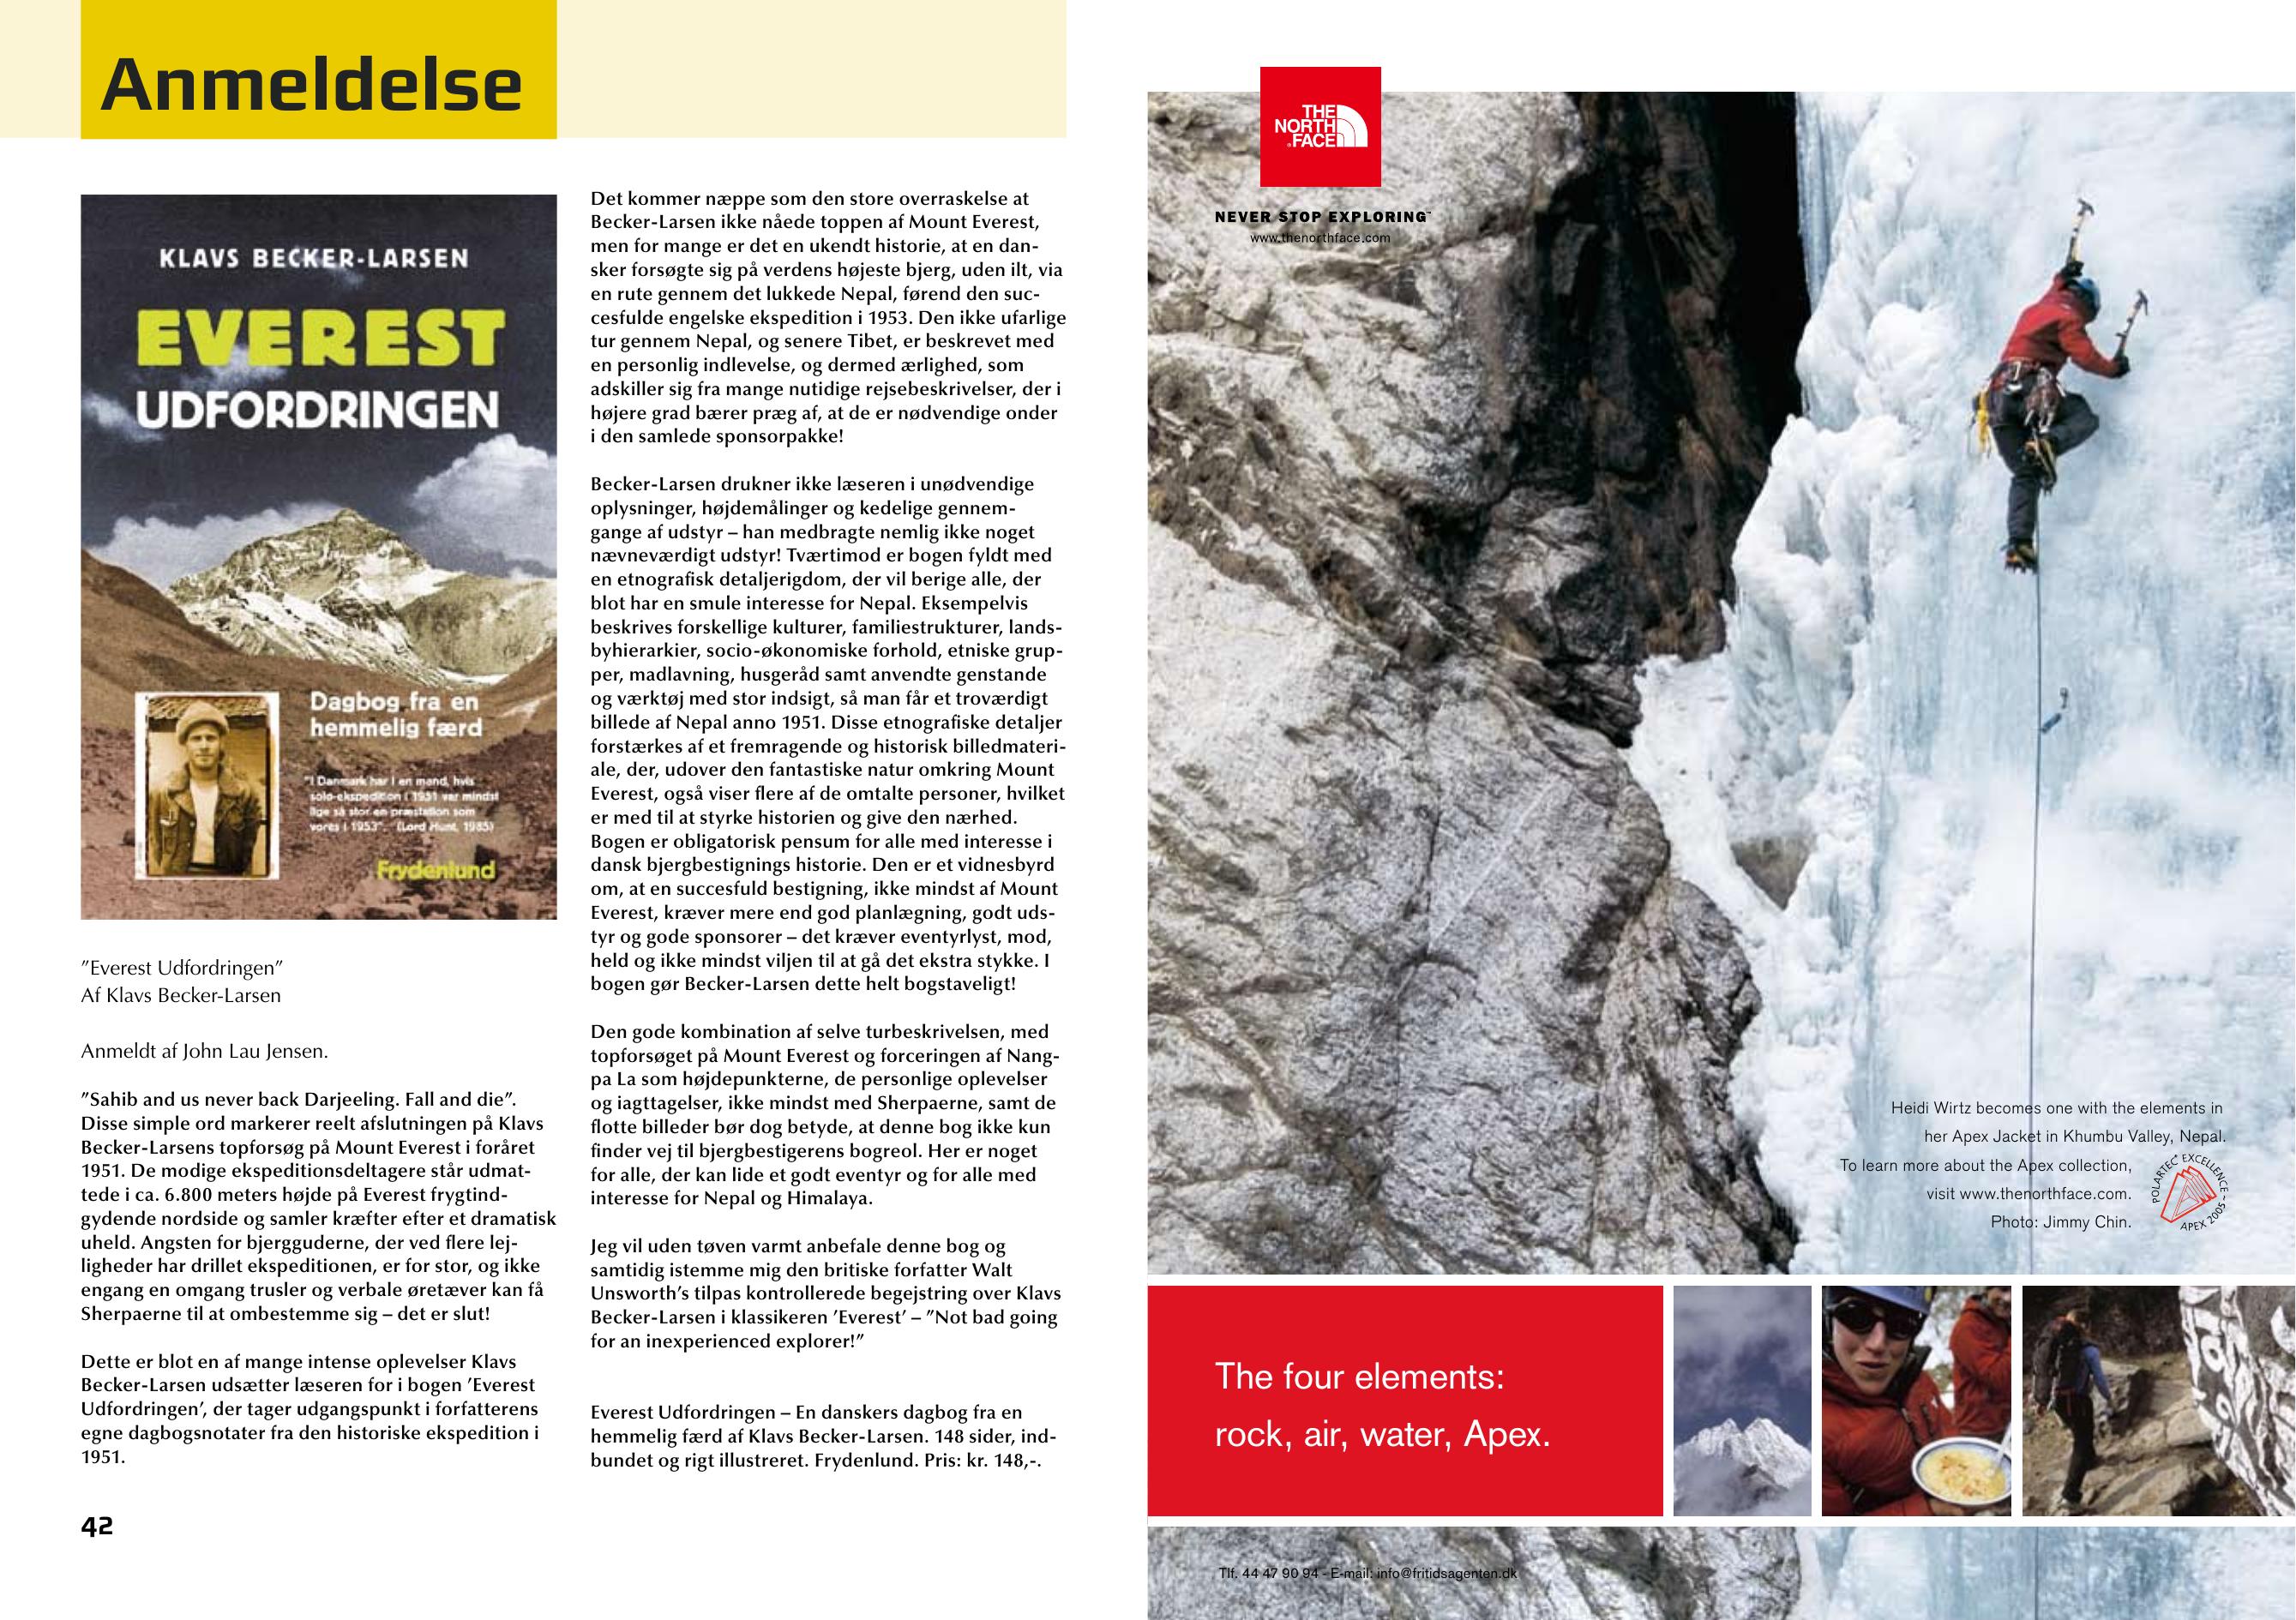 Anmeldelse
KLAVS BECKER-LARSEN
EVEREST
UDFORDRINGEN
Dagbog fra en
hemmelig færd
"I Danmark har I en mand, hvis
solo-ekspedition i 1951 var mindst
lige så stor en præstation som
vores i 1953". (Lord Hunt, 1985)
Frydenlund
”Everest Udfordringen”
Af Klavs Becker-Larsen
Anmeldt af John Lau Jensen.
”Sahib and us never back Darjeeling. Fall and die”.
Disse simple ord markerer reelt afslutningen på Klavs
Becker-Larsens topforsøg på Mount Everest i foråret
1951. De modige ekspeditionsdeltagere står udmat-
tede i ca. 6.800 meters højde på Everest frygtind-
gydende nordside og samler kræfter efter et dramatisk
uheld. Angsten for bjergguderne, der ved flere lej-
ligheder har drillet ekspeditionen, er for stor, og ikke
engang en omgang trusler og verbale øretæver kan få
Sherpaerne til at ombestemme sig – det er slut!
Dette er blot en af mange intense oplevelser Klavs
Becker-Larsen udsætter læseren for i bogen ’Everest
Udfordringen’, der tager udgangspunkt i forfatterens
egne dagbogsnotater fra den historiske ekspedition i
1951.
42
Det kommer næppe som den store overraskelse at
Becker-Larsen ikke nåede toppen af Mount Everest,
men for mange er det en ukendt historie, at en dan-
sker forsøgte sig på verdens højeste bjerg, uden ilt, via
en rute gennem det lukkede Nepal, førend den suc-
cesfulde engelske ekspedition i 1953. Den ikke ufarlige
tur gennem Nepal, og senere Tibet, er beskrevet med
en personlig indlevelse, og dermed ærlighed, som
adskiller sig fra mange nutidige rejsebeskrivelser, der i
højere grad bærer præg af, at de er nødvendige onder
i den samlede sponsorpakke!
Becker-Larsen drukner ikke læseren i unødvendige
oplysninger, højdemålinger og kedelige gennem-
gange af udstyr – han medbragte nemlig ikke noget
nævneværdigt udstyr! Tværtimod er bogen fyldt med
en etnografisk detaljerigdom, der vil berige alle, der
blot har en smule interesse for Nepal. Eksempelvis
beskrives forskellige kulturer, familiestrukturer, lands-
byhierarkier, socio-økonomiske forhold, etniske grup-
per, madlavning, husgeråd samt anvendte genstande
og værktøj med stor indsigt, så man får et troværdigt
billede af Nepal anno 1951. Disse etnografiske detaljer
forstærkes af et fremragende og historisk billedmateri-
ale, der, udover den fantastiske natur omkring Mount
Everest, også viser flere af de omtalte personer, hvilket
er med til at styrke historien og give den nærhed.
Bogen er obligatorisk pensum for alle med interesse i
dansk bjergbestignings historie. Den er et vidnesbyrd
om, at en succesfuld bestigning, ikke mindst af Mount
Everest, kræver mere end god planlægning, godt uds-
tyr og gode sponsorer – det kræver eventyrlyst, mod,
held og ikke mindst viljen til at gå det ekstra stykke. I
bogen gør Becker-Larsen dette helt bogstaveligt!
Den gode kombination af selve turbeskrivelsen, med
topforsøget på Mount Everest og forceringen af Nang-
pa La som højdepunkterne, de personlige oplevelser
og iagttagelser, ikke mindst med Sherpaerne, samt de
flotte billeder bør dog betyde, at denne bog ikke kun
finder vej til bjergbestigerens bogreol. Her er noget
for alle, der kan lide et godt eventyr og for alle med
interesse for Nepal og Himalaya.
Jeg vil uden tøven varmt anbefale denne bog og
samtidig istemme mig den britiske forfatter Walt
Unsworth’s tilpas kontrollerede begejstring over Klavs
Becker-Larsen i klassikeren ’Everest’ – ”Not bad going
for an inexperienced explorer!”
Everest Udfordringen – En danskers dagbog fra en
hemmelig færd af Klavs Becker-Larsen. 148 sider, ind-
bundet og rigt illustreret. Frydenlund. Pris: kr. 148,-.
THE
NORTH
FACE
NEVER STOP EXPLORING™
www.thenorthface.com
Heidi Wirtz becomes one with the elements in
her Apex Jacket in Khumbu Valley, Nepal.
To learn more about the Apex collection,
visit www.thenorthface.com.
Photo: Jimmy Chin.
POLARTEC EXCELLENCE
APEX 2005
The four elements:
rock, air, water, Apex.
Tlf. 44 47 90 94 - E-mail: info@fritidsagenten.dk